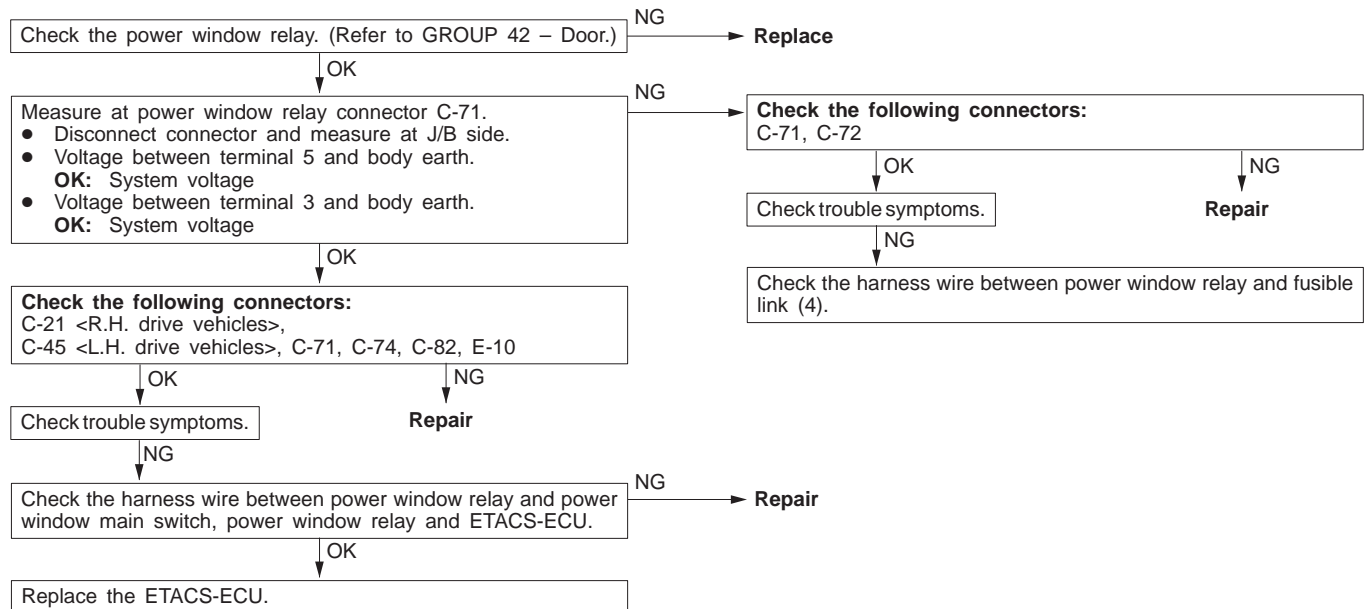 Check the power window relay. (Refer to GROUP 42 – Door.)
NG
Replace
OK
Measure at power window relay connector C-71.
● Disconnect connector and measure at J/B side.
● Voltage between terminal 5 and body earth.
OK: System voltage
● Voltage between terminal 3 and body earth.
OK: System voltage
NG
Check the following connectors:
C-71, C-72
OK
NG
Check trouble symptoms.
Repair
NG
Check the harness wire between power window relay and fusible
link (4).
OK
Check the following connectors:
C-21 <R.H. drive vehicles>,
C-45 <L.H. drive vehicles>, C-71, C-74, C-82, E-10
OK
NG
Check trouble symptoms.
Repair
NG
Check the harness wire between power window relay and power
window main switch, power window relay and ETACS-ECU.
NG
Repair
OK
Replace the ETACS-ECU.